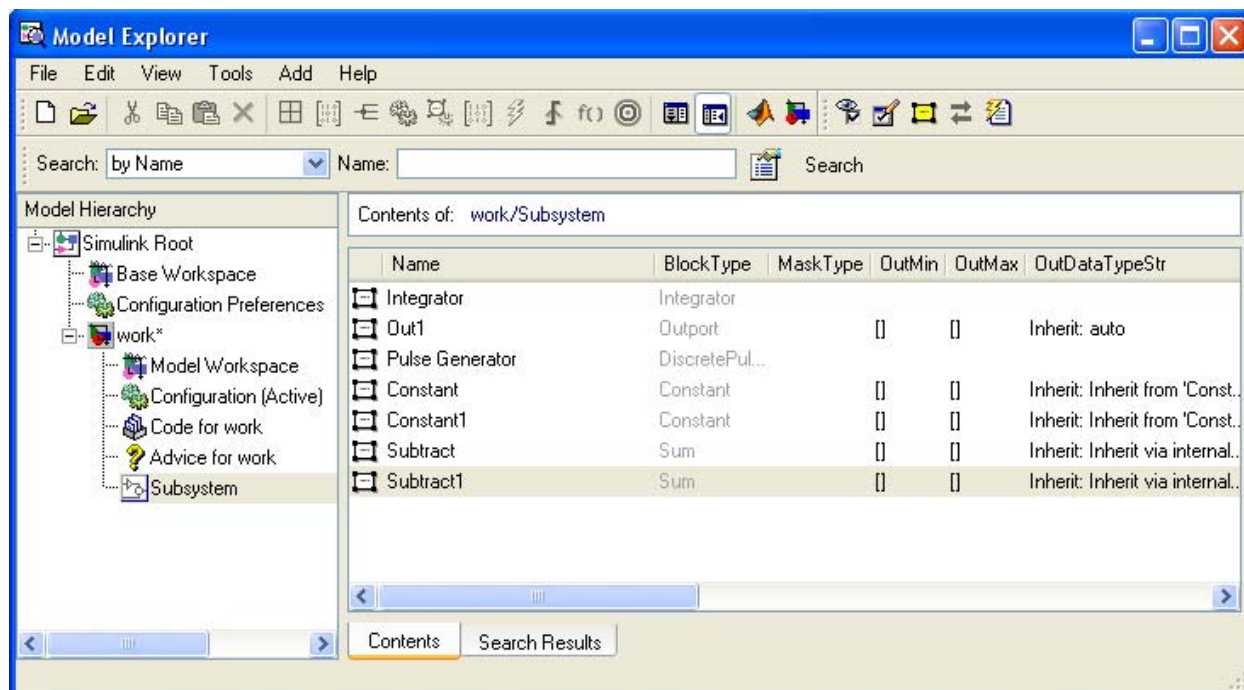 Model Explorer
File Edit View Tools Add Help
f()
Search: by Name Name: Search
Model Hierarchy
Simulink Root
Base Workspace
Configuration Preferences
work*
Model Workspace
Configuration (Active)
Code for work
Advice for work
Subsystem
Contents of: work/Subsystem
Name BlockType MaskType OutMin OutMax OutDataTypeStr
Integrator Integrator
Out1 Outport [] [] Inherit: auto
Pulse Generator DiscretePul...
Constant Constant [] [] Inherit: Inherit from 'Const..
Constant1 Constant [] [] Inherit: Inherit from 'Const..
Subtract Sum [] [] Inherit: Inherit via internal..
Subtract1 Sum [] [] Inherit: Inherit via internal..
Contents Search Results